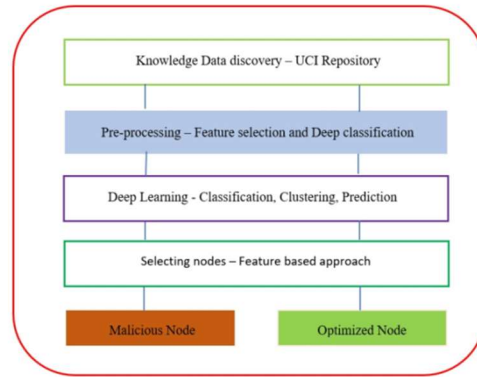 Knowledge Data discovery – UCI Repository
Pre-processing – Feature selection and Deep classification
Deep Learning - Classification, Clustering, Prediction
Selecting nodes – Feature based approach
Malicious Node
Optimized Node